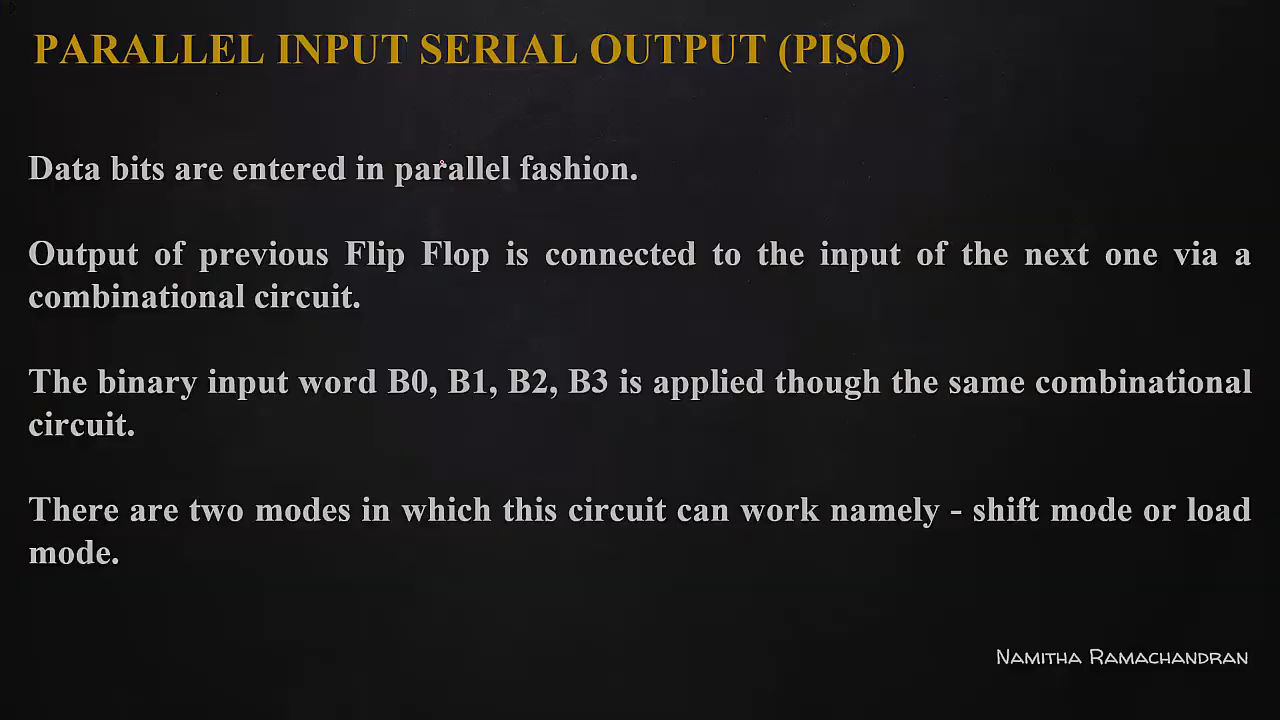 PARALLEL INPUT SERIAL OUTPUT (PISO)
Data bits are entered in parallel fashion.
Output of previous Flip Flop is connected to the input of the next one via a
combinational circuit.
The binary input word B0, B1, B2, B3 is applied though the same combinational
circuit.
There are two modes in which this circuit can work namely - shift mode or load
mode.
Namitha Ramachandran